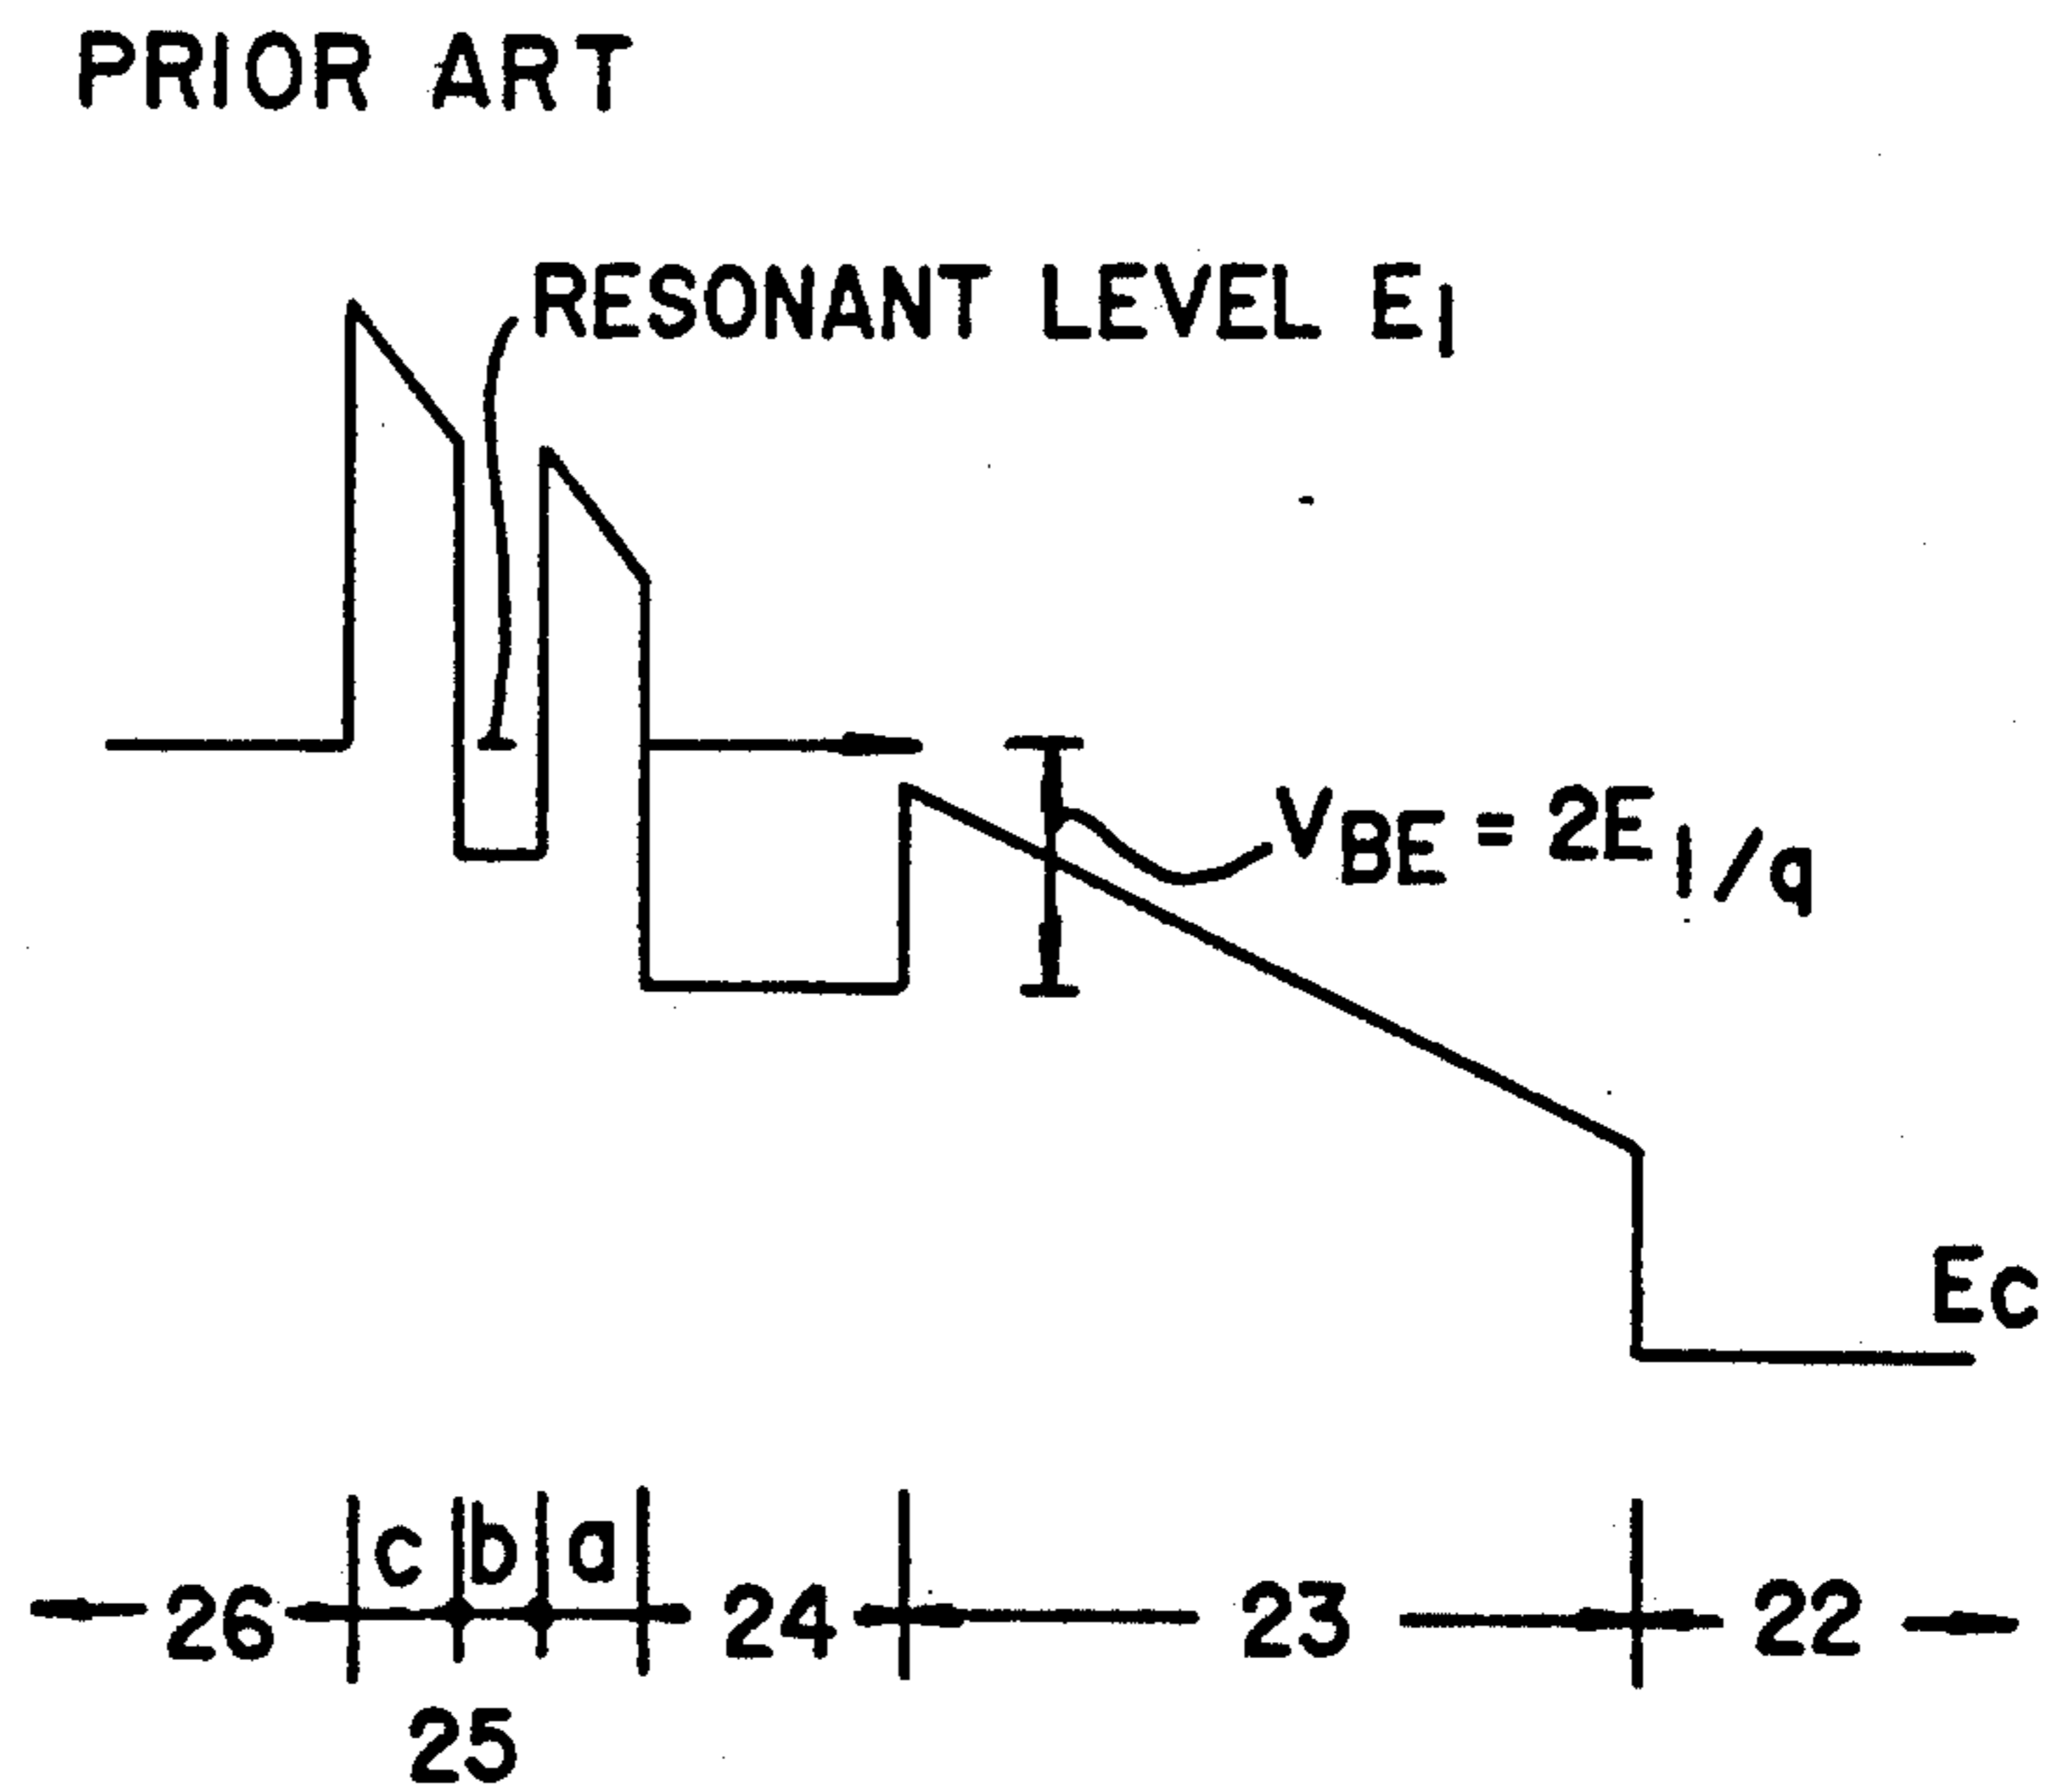 PRIOR ART
RESONANT LEVEL E1
VBE = 2E1/q
Ec
c b a
26 24 23 22
25